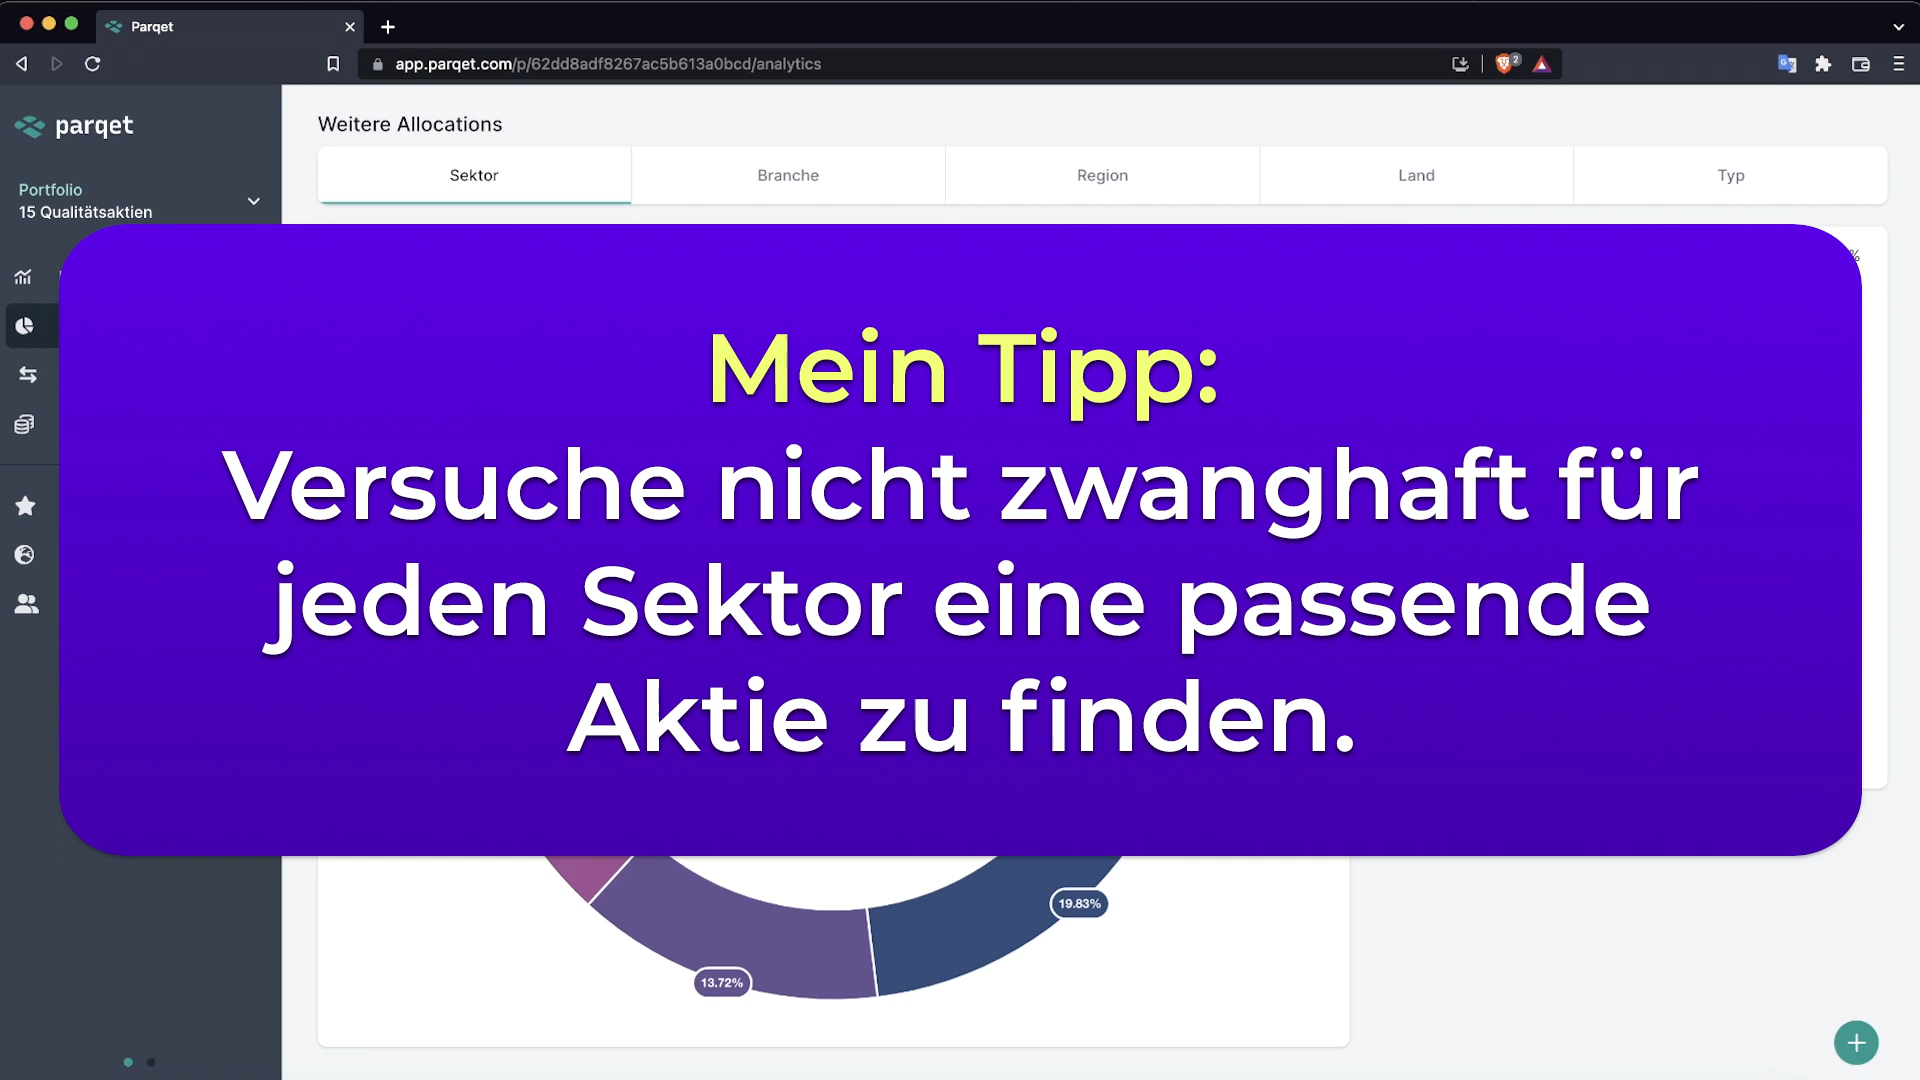 Parqet
app.parqet.com/p/62dd8adf8267ac5b613a0bcd/analytics
2
parqet
Portfolio
15 Qualitätsaktien
Weitere Allocations
Sektor
Branche
Region
Land
Typ
%
Mein Tipp:
Versuche nicht zwanghaft für
jeden Sektor eine passende
Aktie zu finden.
19.83%
13.72%